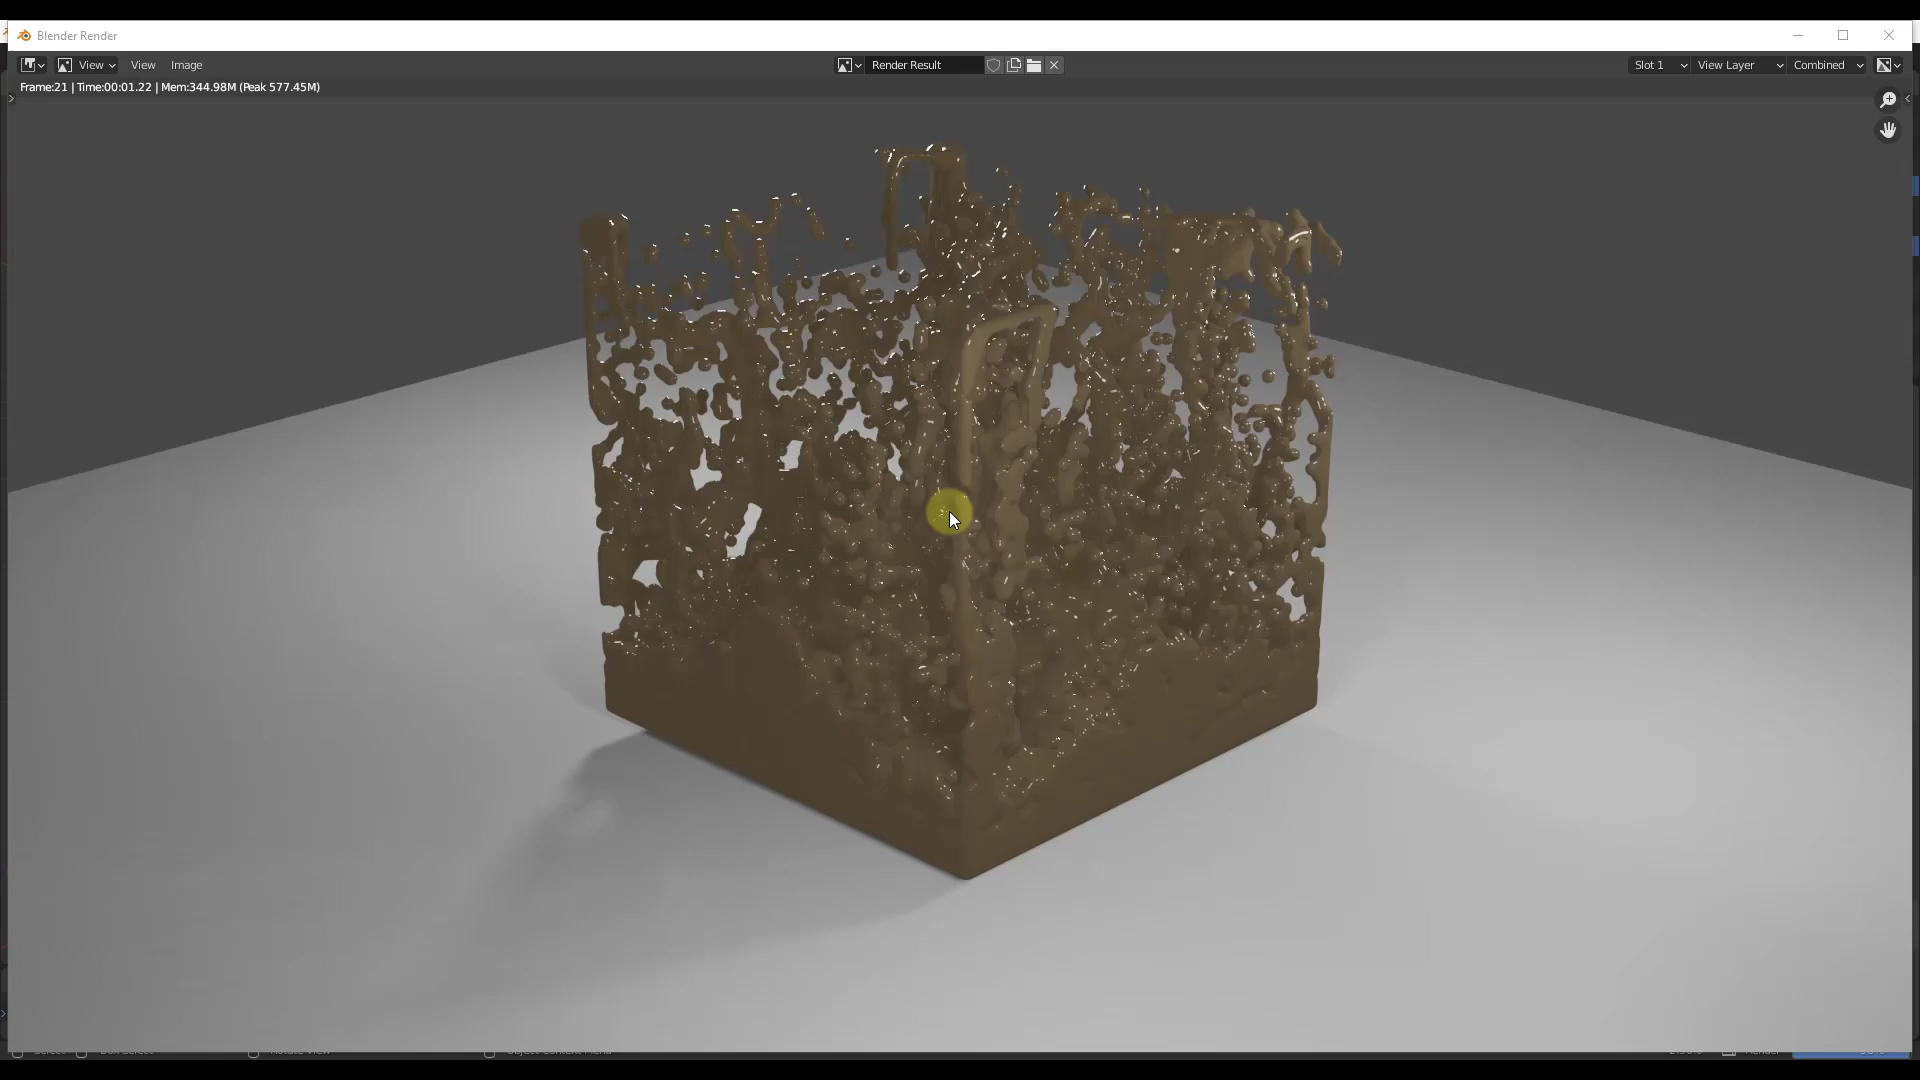 Blender Render
View View Image Render Result Slot 1 View Layer Combined
Frame:21 | Time:00:01.22 | Mem:344.98M (Peak 577.45M)